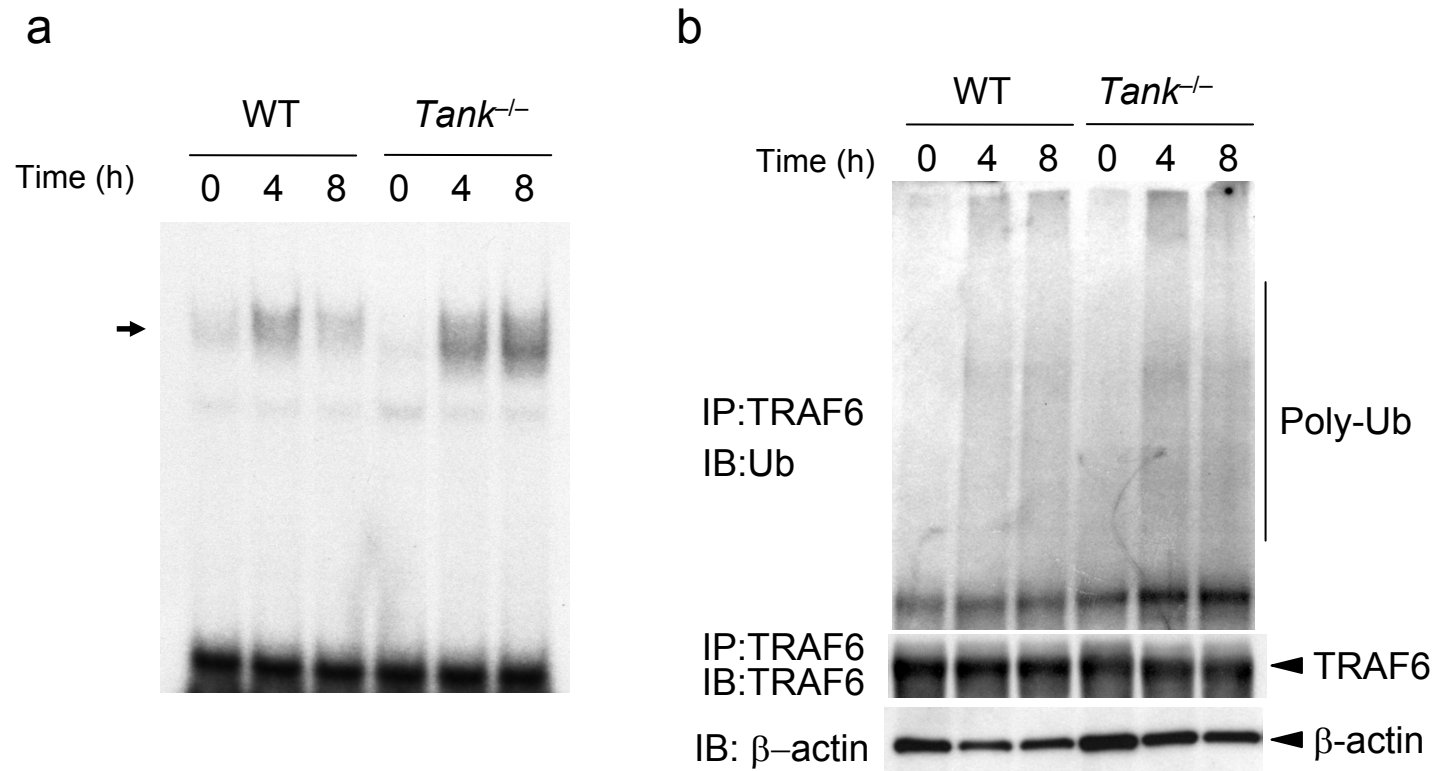 a
WT Tank–/–
Time (h) 0 4 8 0 4 8
b
WT Tank–/–
Time (h) 0 4 8 0 4 8
IP:TRAF6
IB:Ub
Poly-Ub
IP:TRAF6
IB:TRAF6
TRAF6
IB: β–actin
β-actin